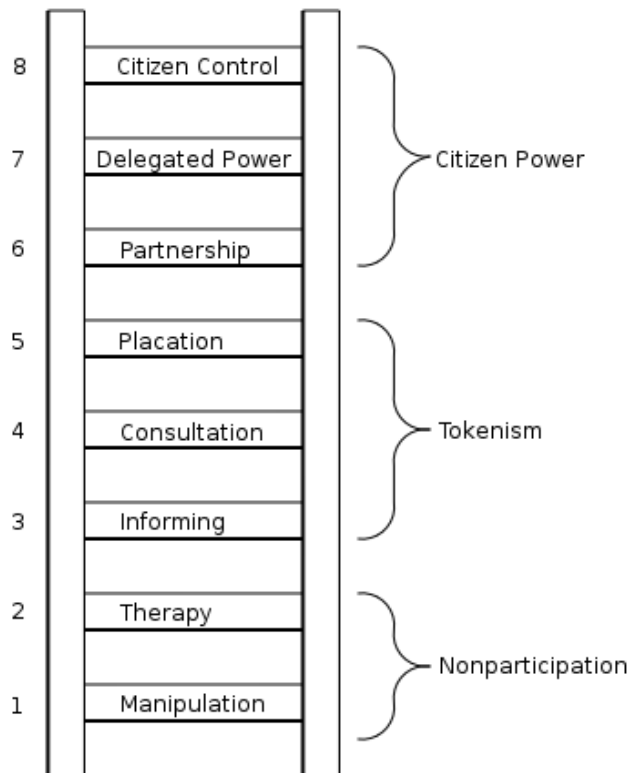 8 Citizen Control
7 Delegated Power
Citizen Power
6 Partnership
5 Placation
4 Consultation
Tokenism
3 Informing
2 Therapy
Nonparticipation
1 Manipulation